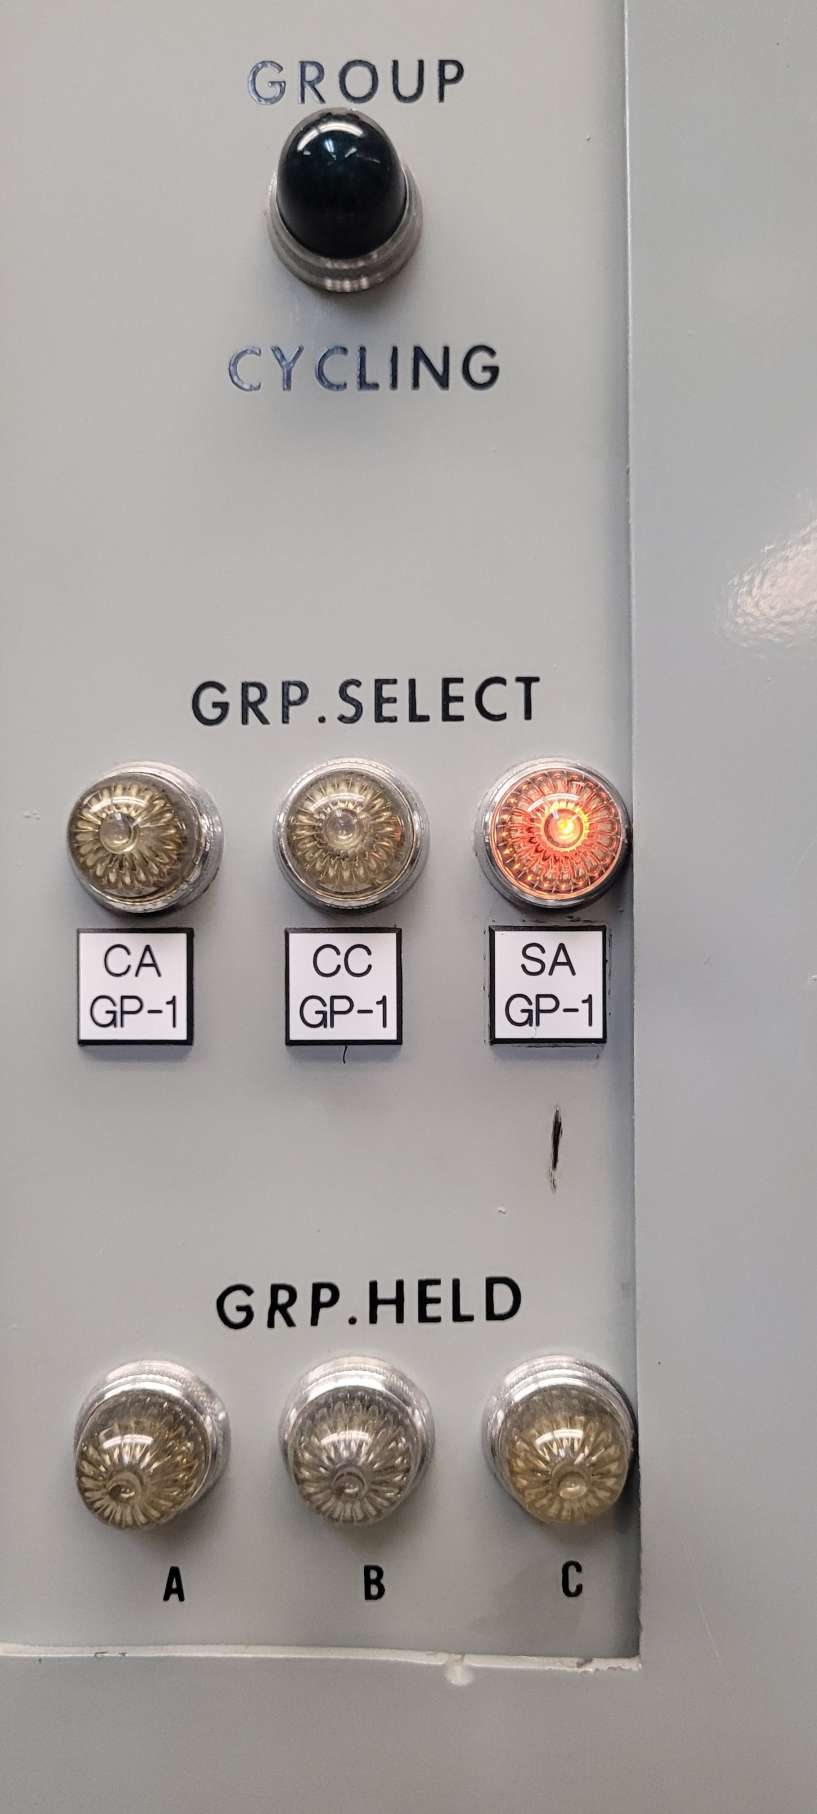 GROUP
CYCLING
GRP.SELECT
CA GP-1
CC GP-1
SA GP-1
GRP.HELD
A B C